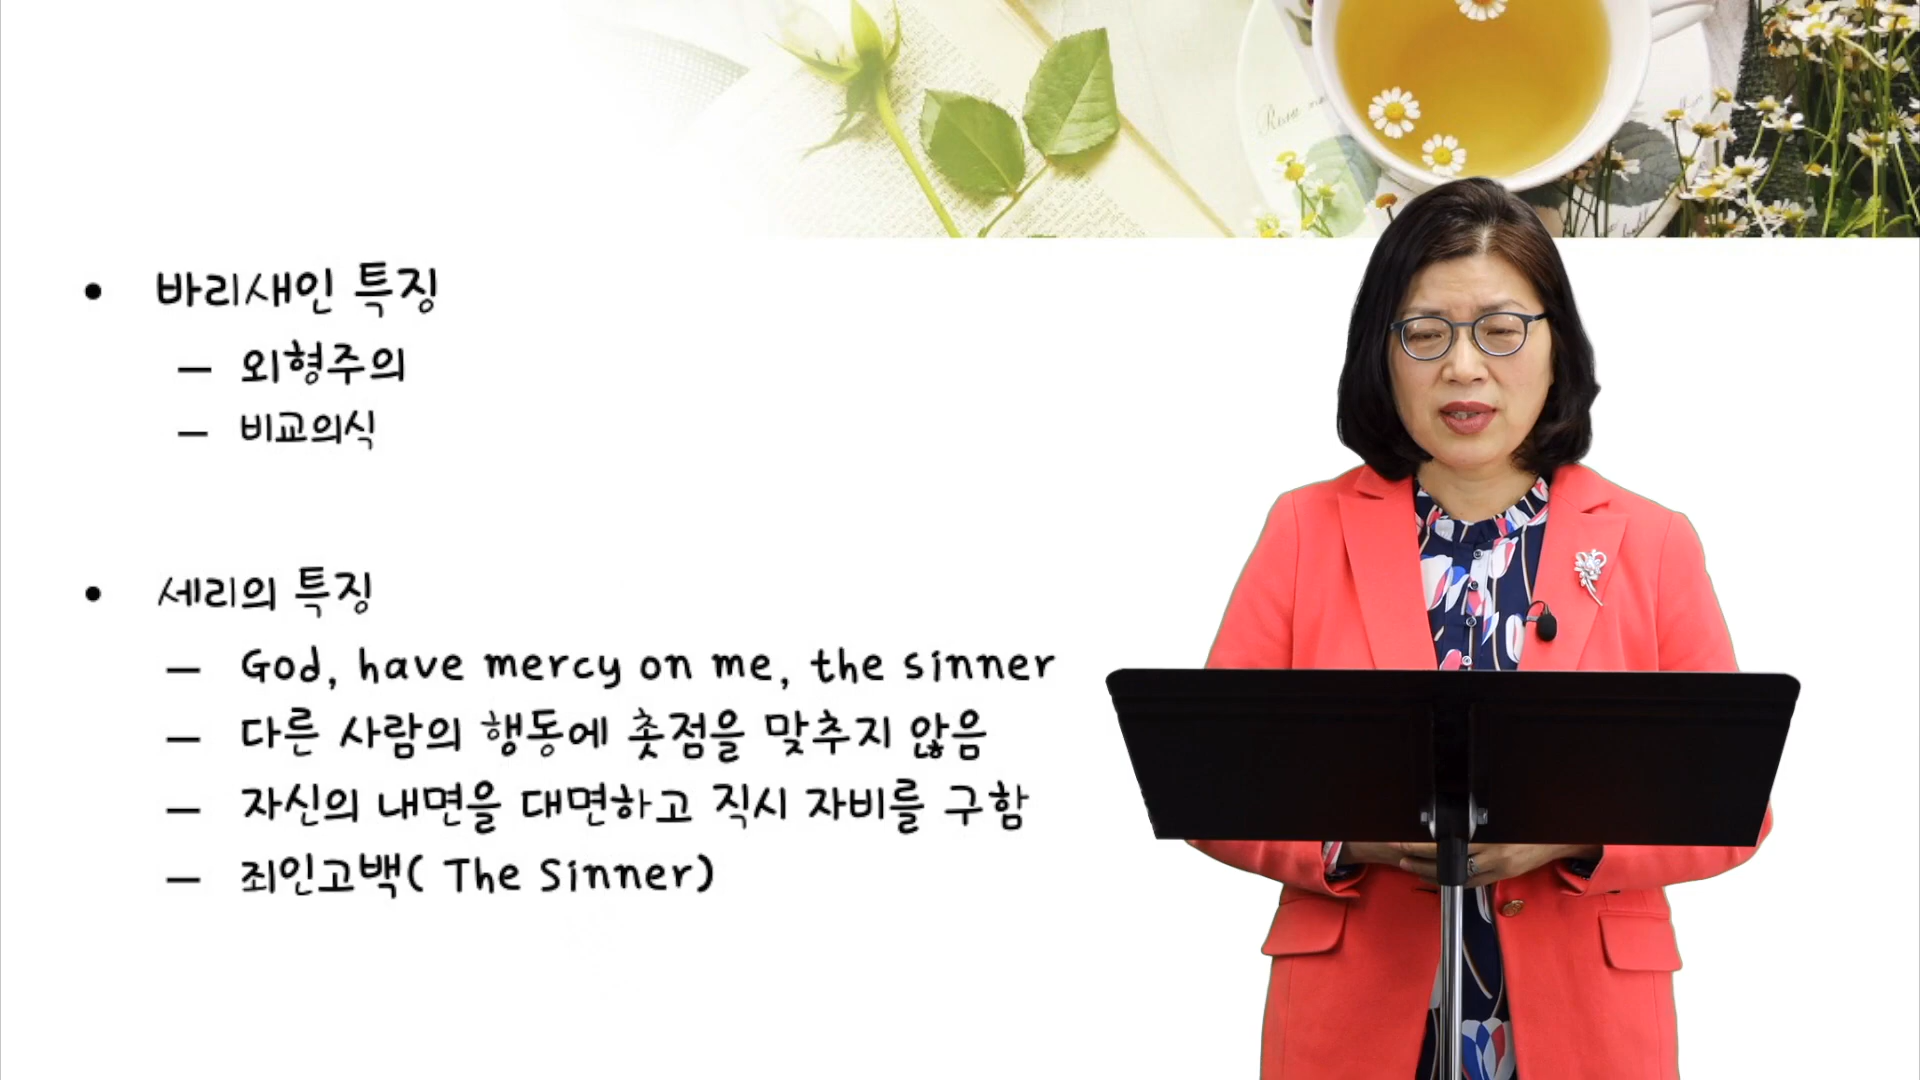 • 바리새인 특징
– 외형주의
– 비교의식
• 세리의 특징
– God, have mercy on me, the sinner
– 다른 사람의 행동에 촛점을 맞추지 않음
– 자신의 내면을 대면하고 직시 자비를 구함
– 죄인고백( The Sinner)